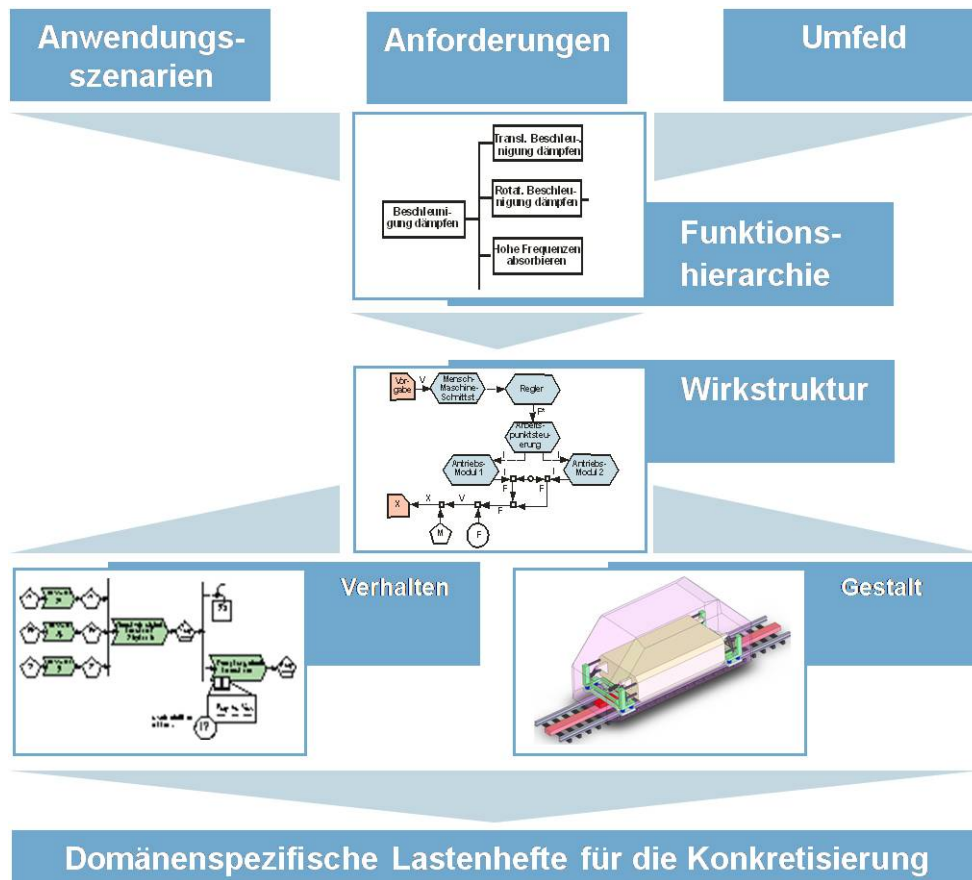 Anwendungs-
szenarien
Anforderungen
Umfeld
Beschleuni-
gung dämpfen
Transl. Beschleu-
nigung dämpfen
Rotat. Beschleu-
nigung dämpfen
Hohe Frequenzen
absorbieren
Funktions-
hierarchie
Wirkstruktur
Vor-
gabe
V
Mensch-
Maschine-
Schnittst.
Regler
F*
Arbeits-
punktsteu-
erung
I
I
Antriebs-
Modul 1
I
F
F
I
Antriebs-
Modul 2
X
X
V
F
M
F
Verhalten
Gestalt
Domänenspezifische Lastenhefte für die Konkretisierung